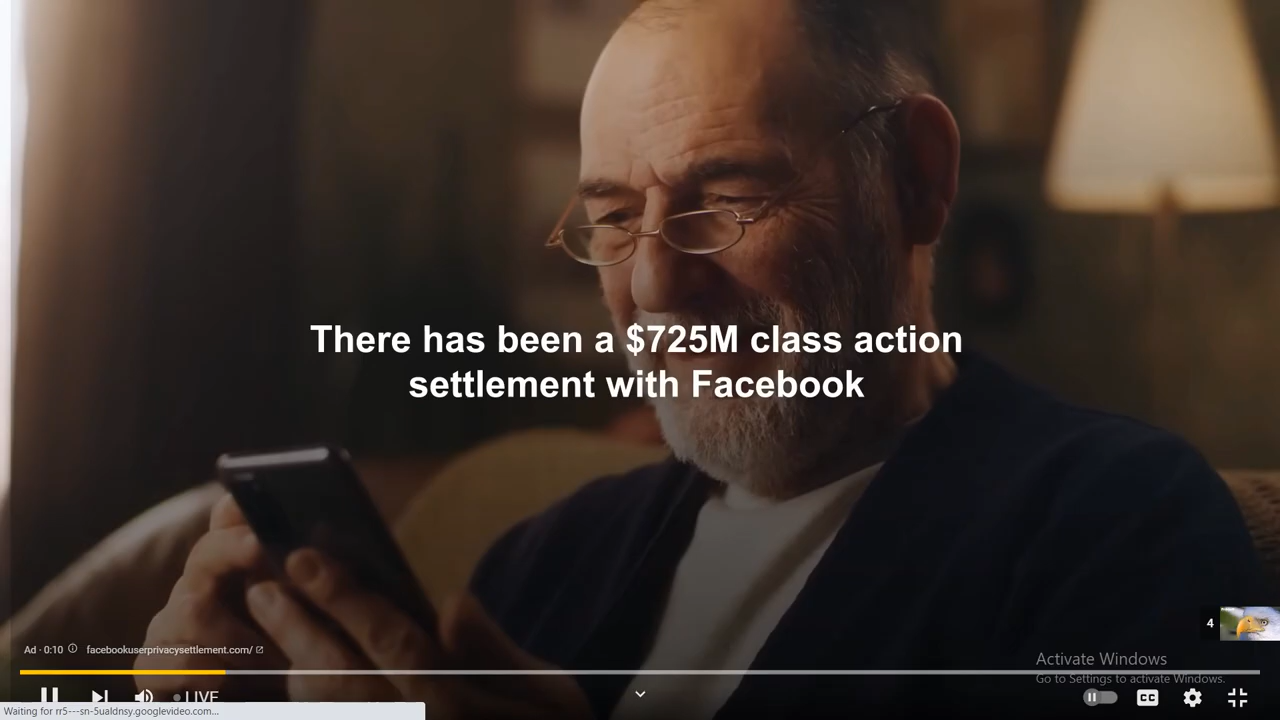 There has been a $725M class action
settlement with Facebook
4
Ad · 0:10 facebookuserprivacysettlement.com/
Activate Windows
Go to Settings to activate Windows.
LIVE
CC
Waiting for rr5---sn-5ualdnsy.googlevideo.com...